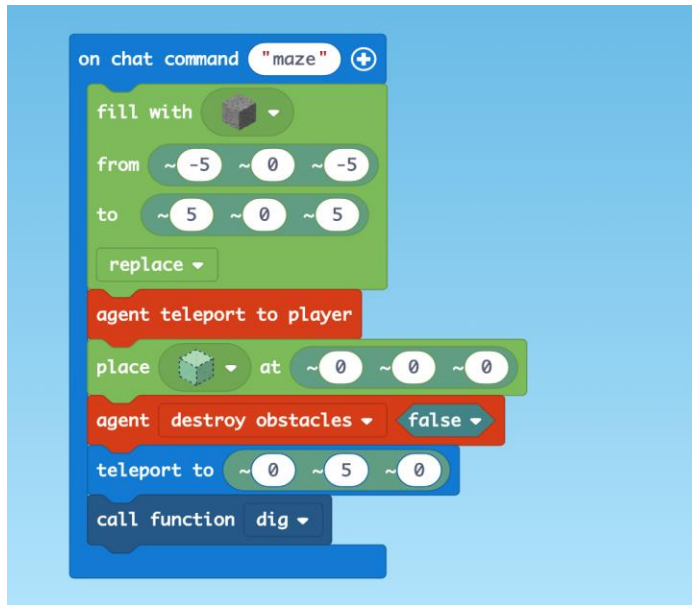 on chat command "maze"
fill with
from ~ -5 ~ 0 ~ -5
to ~ 5 ~ 0 ~ 5
replace
agent teleport to player
place at ~ 0 ~ 0 ~ 0
agent destroy obstacles false
teleport to ~ 0 ~ 5 ~ 0
call function dig